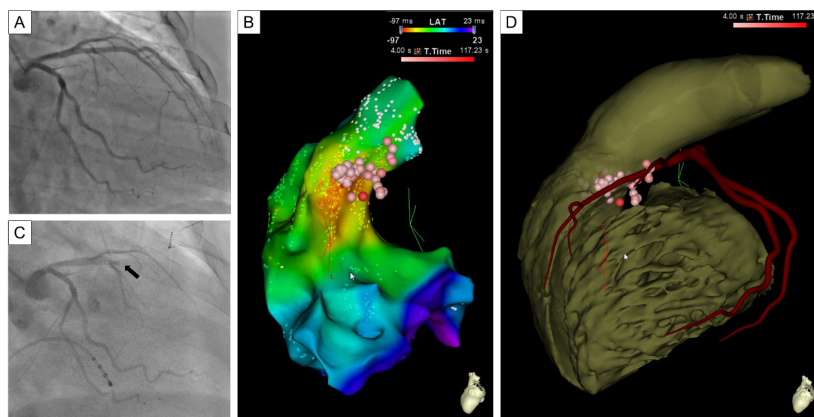 A
B
-97 ms LAT 23 ms
-97 23
4.00 s T.Time 117.23 s
C
D
4.00 s T.Time 117.23 s